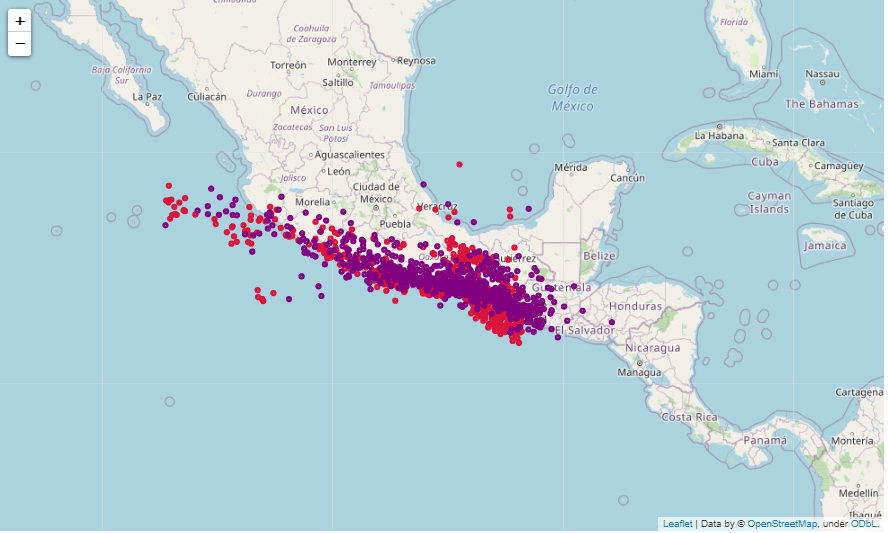 +
−
Chihuahua
Coahuila
de Zaragoza
Florida
Monterrey
Reynosa
Torreón
Saltillo
Baja California
Sur
Miami
Nassau
La Paz
Culiacán
Durango
Tamaulipas
Golfo de
México
The Bahamas
México
Zacatecas
San Luis
Potosí
La Habana
Santa Clara
Aguascalientes
Cuba
Camagüey
León
Mérida
Cancún
Jalisco
Ciudad de
México
Cayman
Islands
Santiago
de Cuba
Morelia
Veracruz
Puebla
Jamaica
Belize
Guatemala
Honduras
El Salvador
Nicaragua
Managua
Cartagena
Costa Rica
Panamá
Montería
Medellín
Ibagué
Leaflet | Data by © OpenStreetMap, under ODbL.